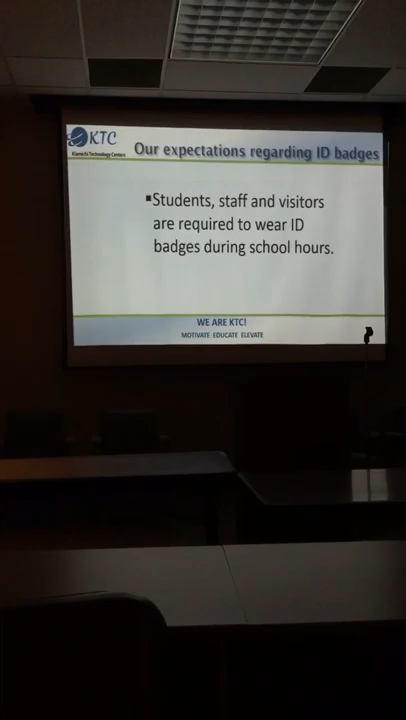 KTC
Kiamichi Technology Centers
Our expectations regarding ID badges
▪Students, staff and visitors
are required to wear ID
badges during school hours.
WE ARE KTC!
MOTIVATE EDUCATE ELEVATE